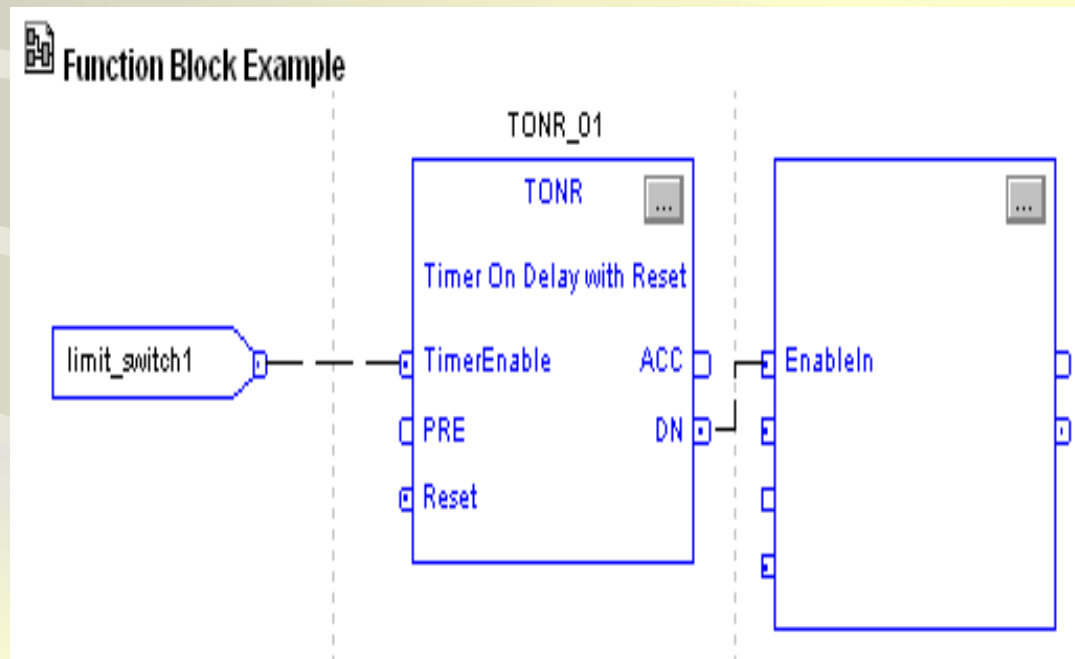 Function Block Example
TONR_01
TONR
...
...
Timer On Delay with Reset
limit_switch1
TimerEnable
ACC
EnableIn
PRE
DN
Reset